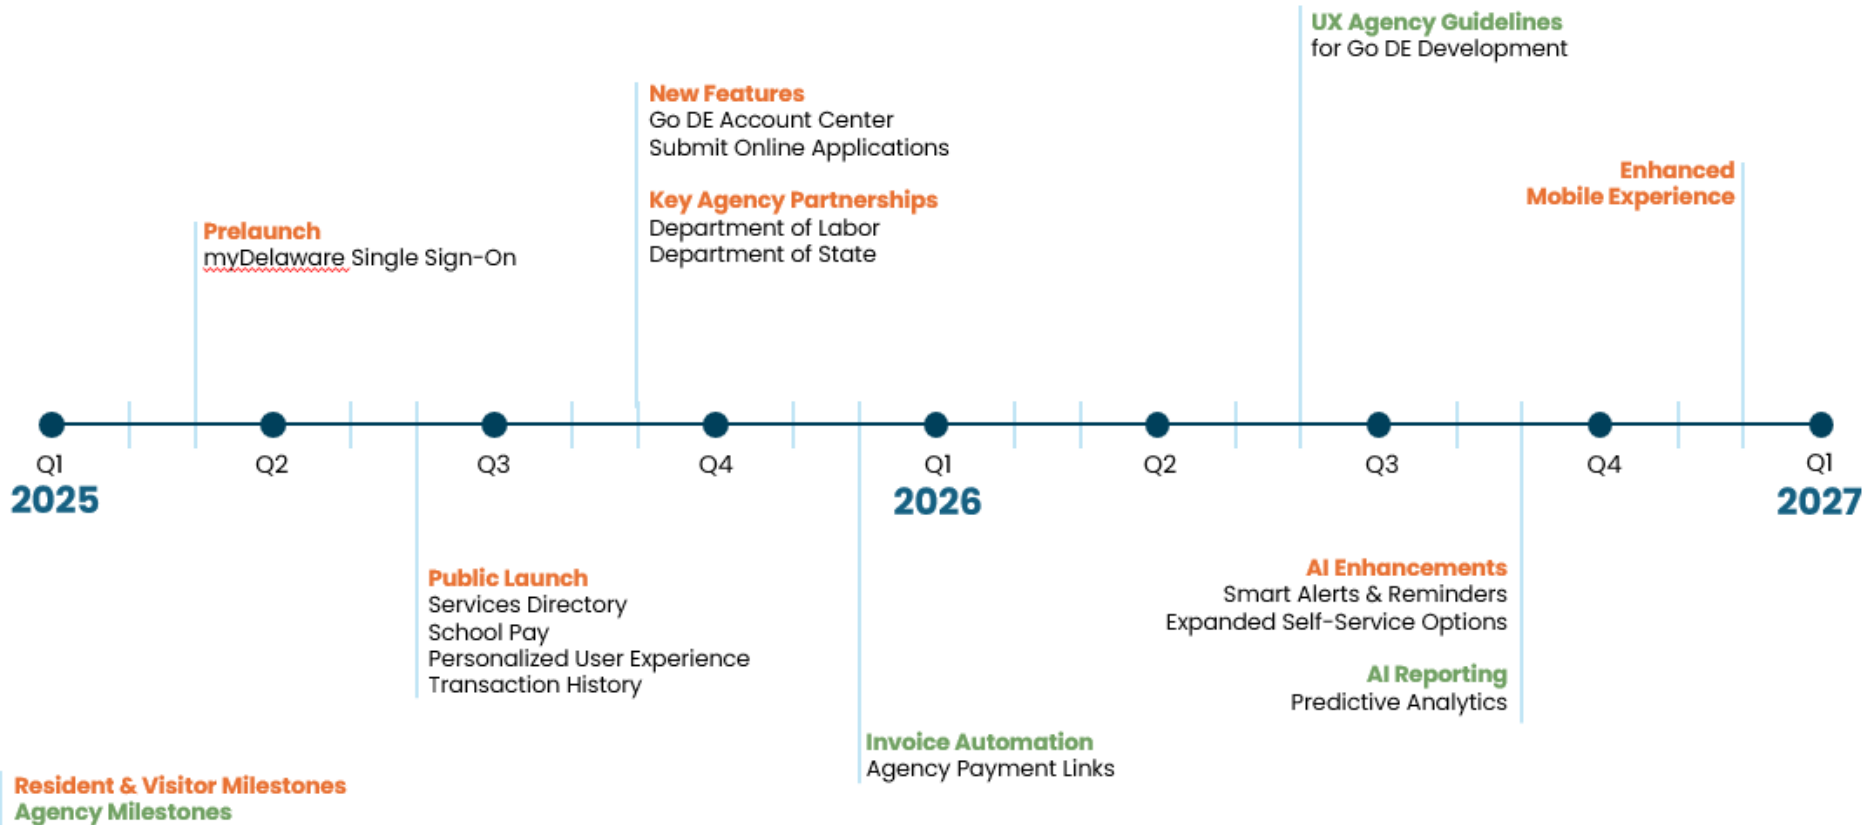 UX Agency Guidelines
for Go DE Development
New Features
Go DE Account Center
Submit Online Applications
Key Agency Partnerships
Department of Labor
Department of State
Enhanced
Mobile Experience
Prelaunch
myDelaware Single Sign-On
Q1
Q2
Q3
Q4
Q1
Q2
Q3
Q4
Q1
2025
2026
2027
Public Launch
Services Directory
School Pay
Personalized User Experience
Transaction History
AI Enhancements
Smart Alerts & Reminders
Expanded Self-Service Options
AI Reporting
Predictive Analytics
Invoice Automation
Agency Payment Links
Resident & Visitor Milestones
Agency Milestones